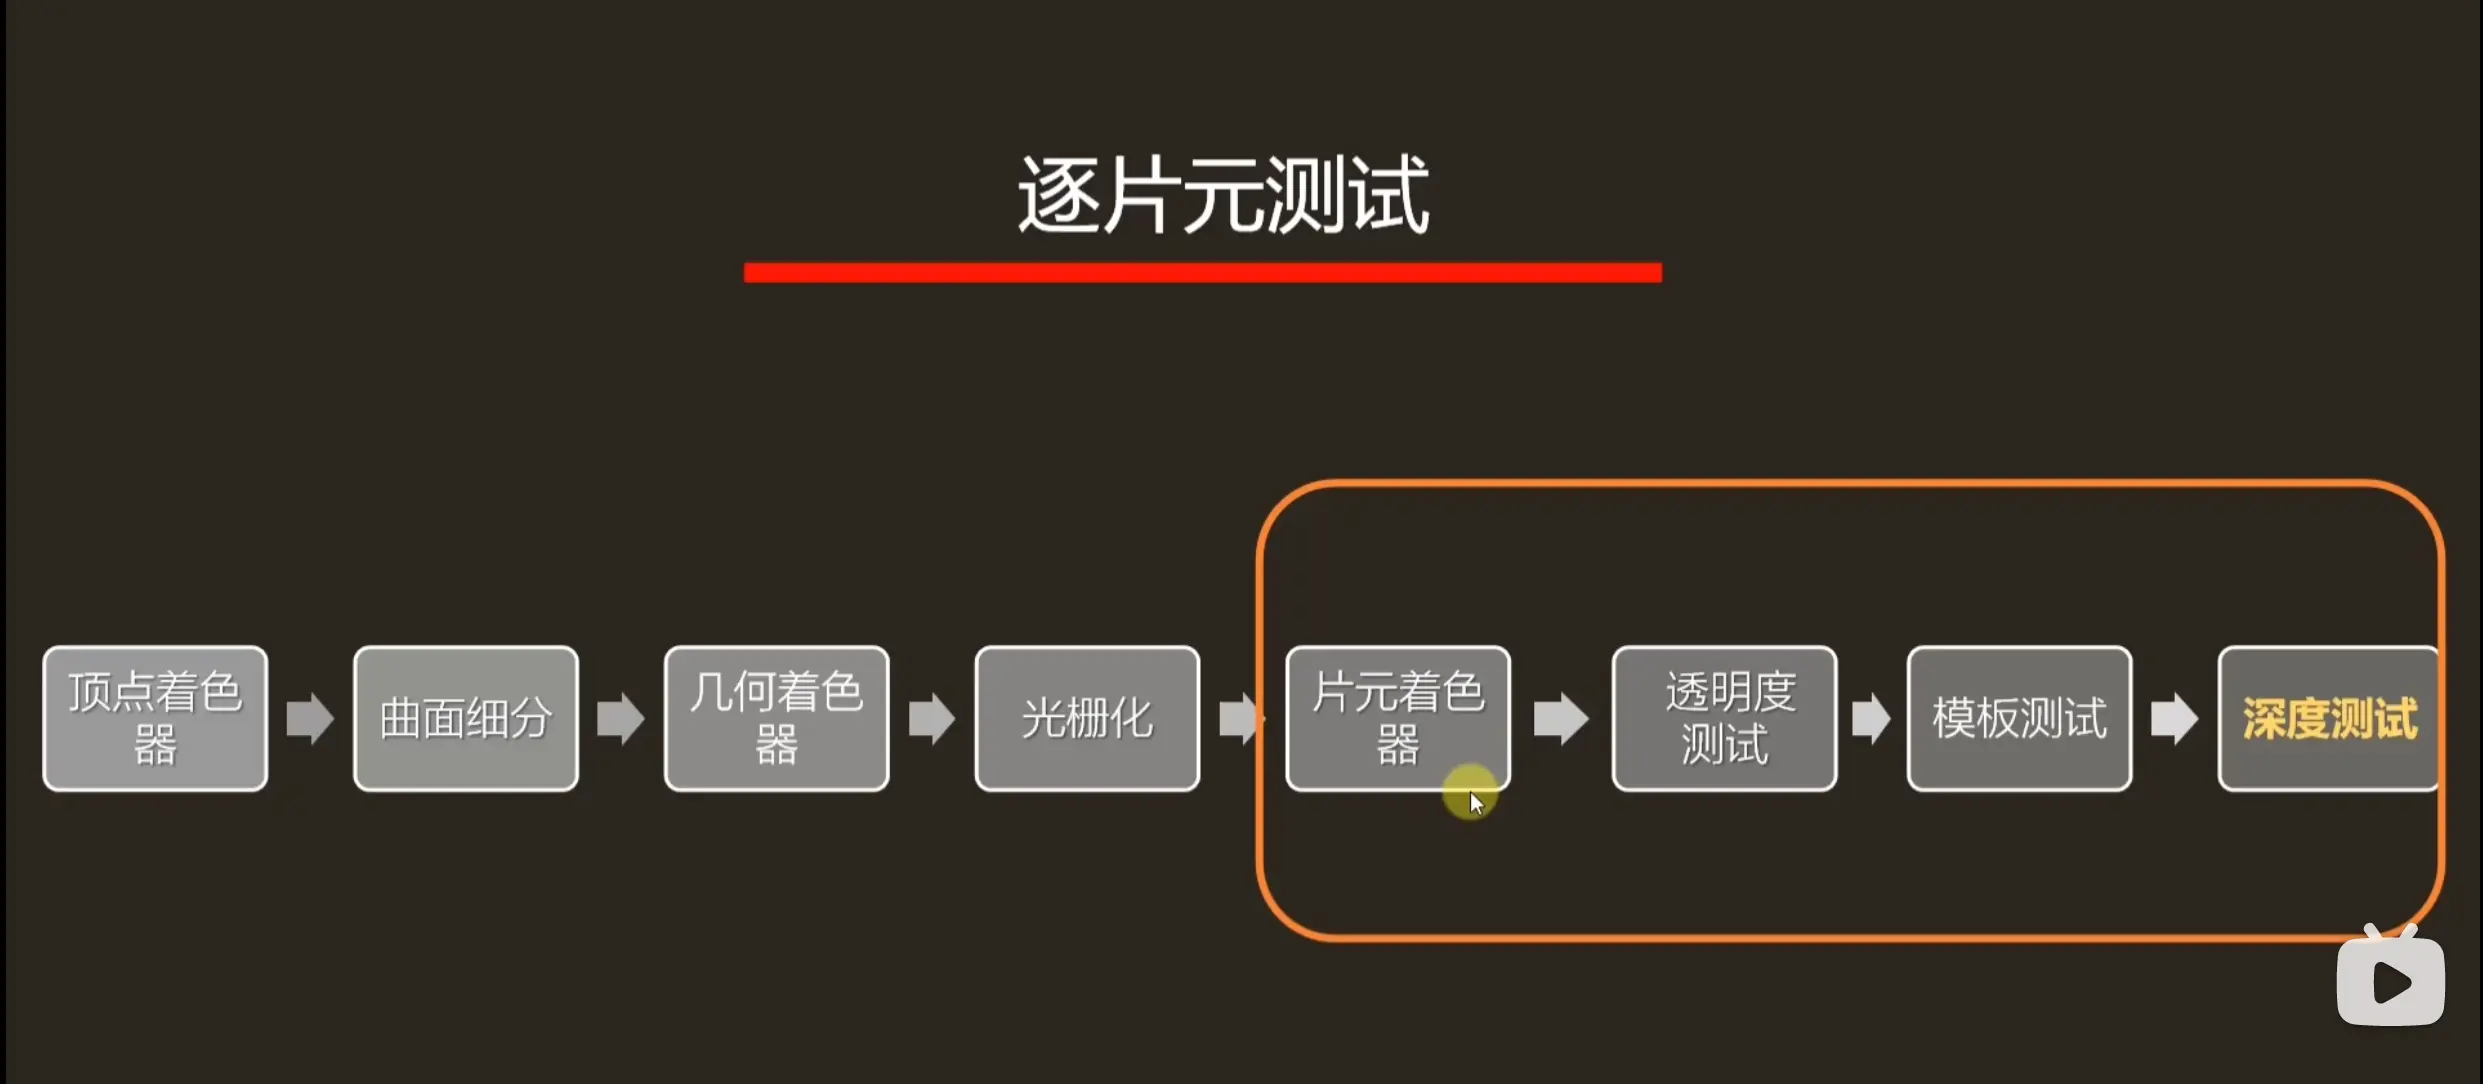 逐片元测试
顶点着色
器
曲面细分
几何着色
器
光栅化
片元着色
器
透明度
测试
模板测试
深度测试